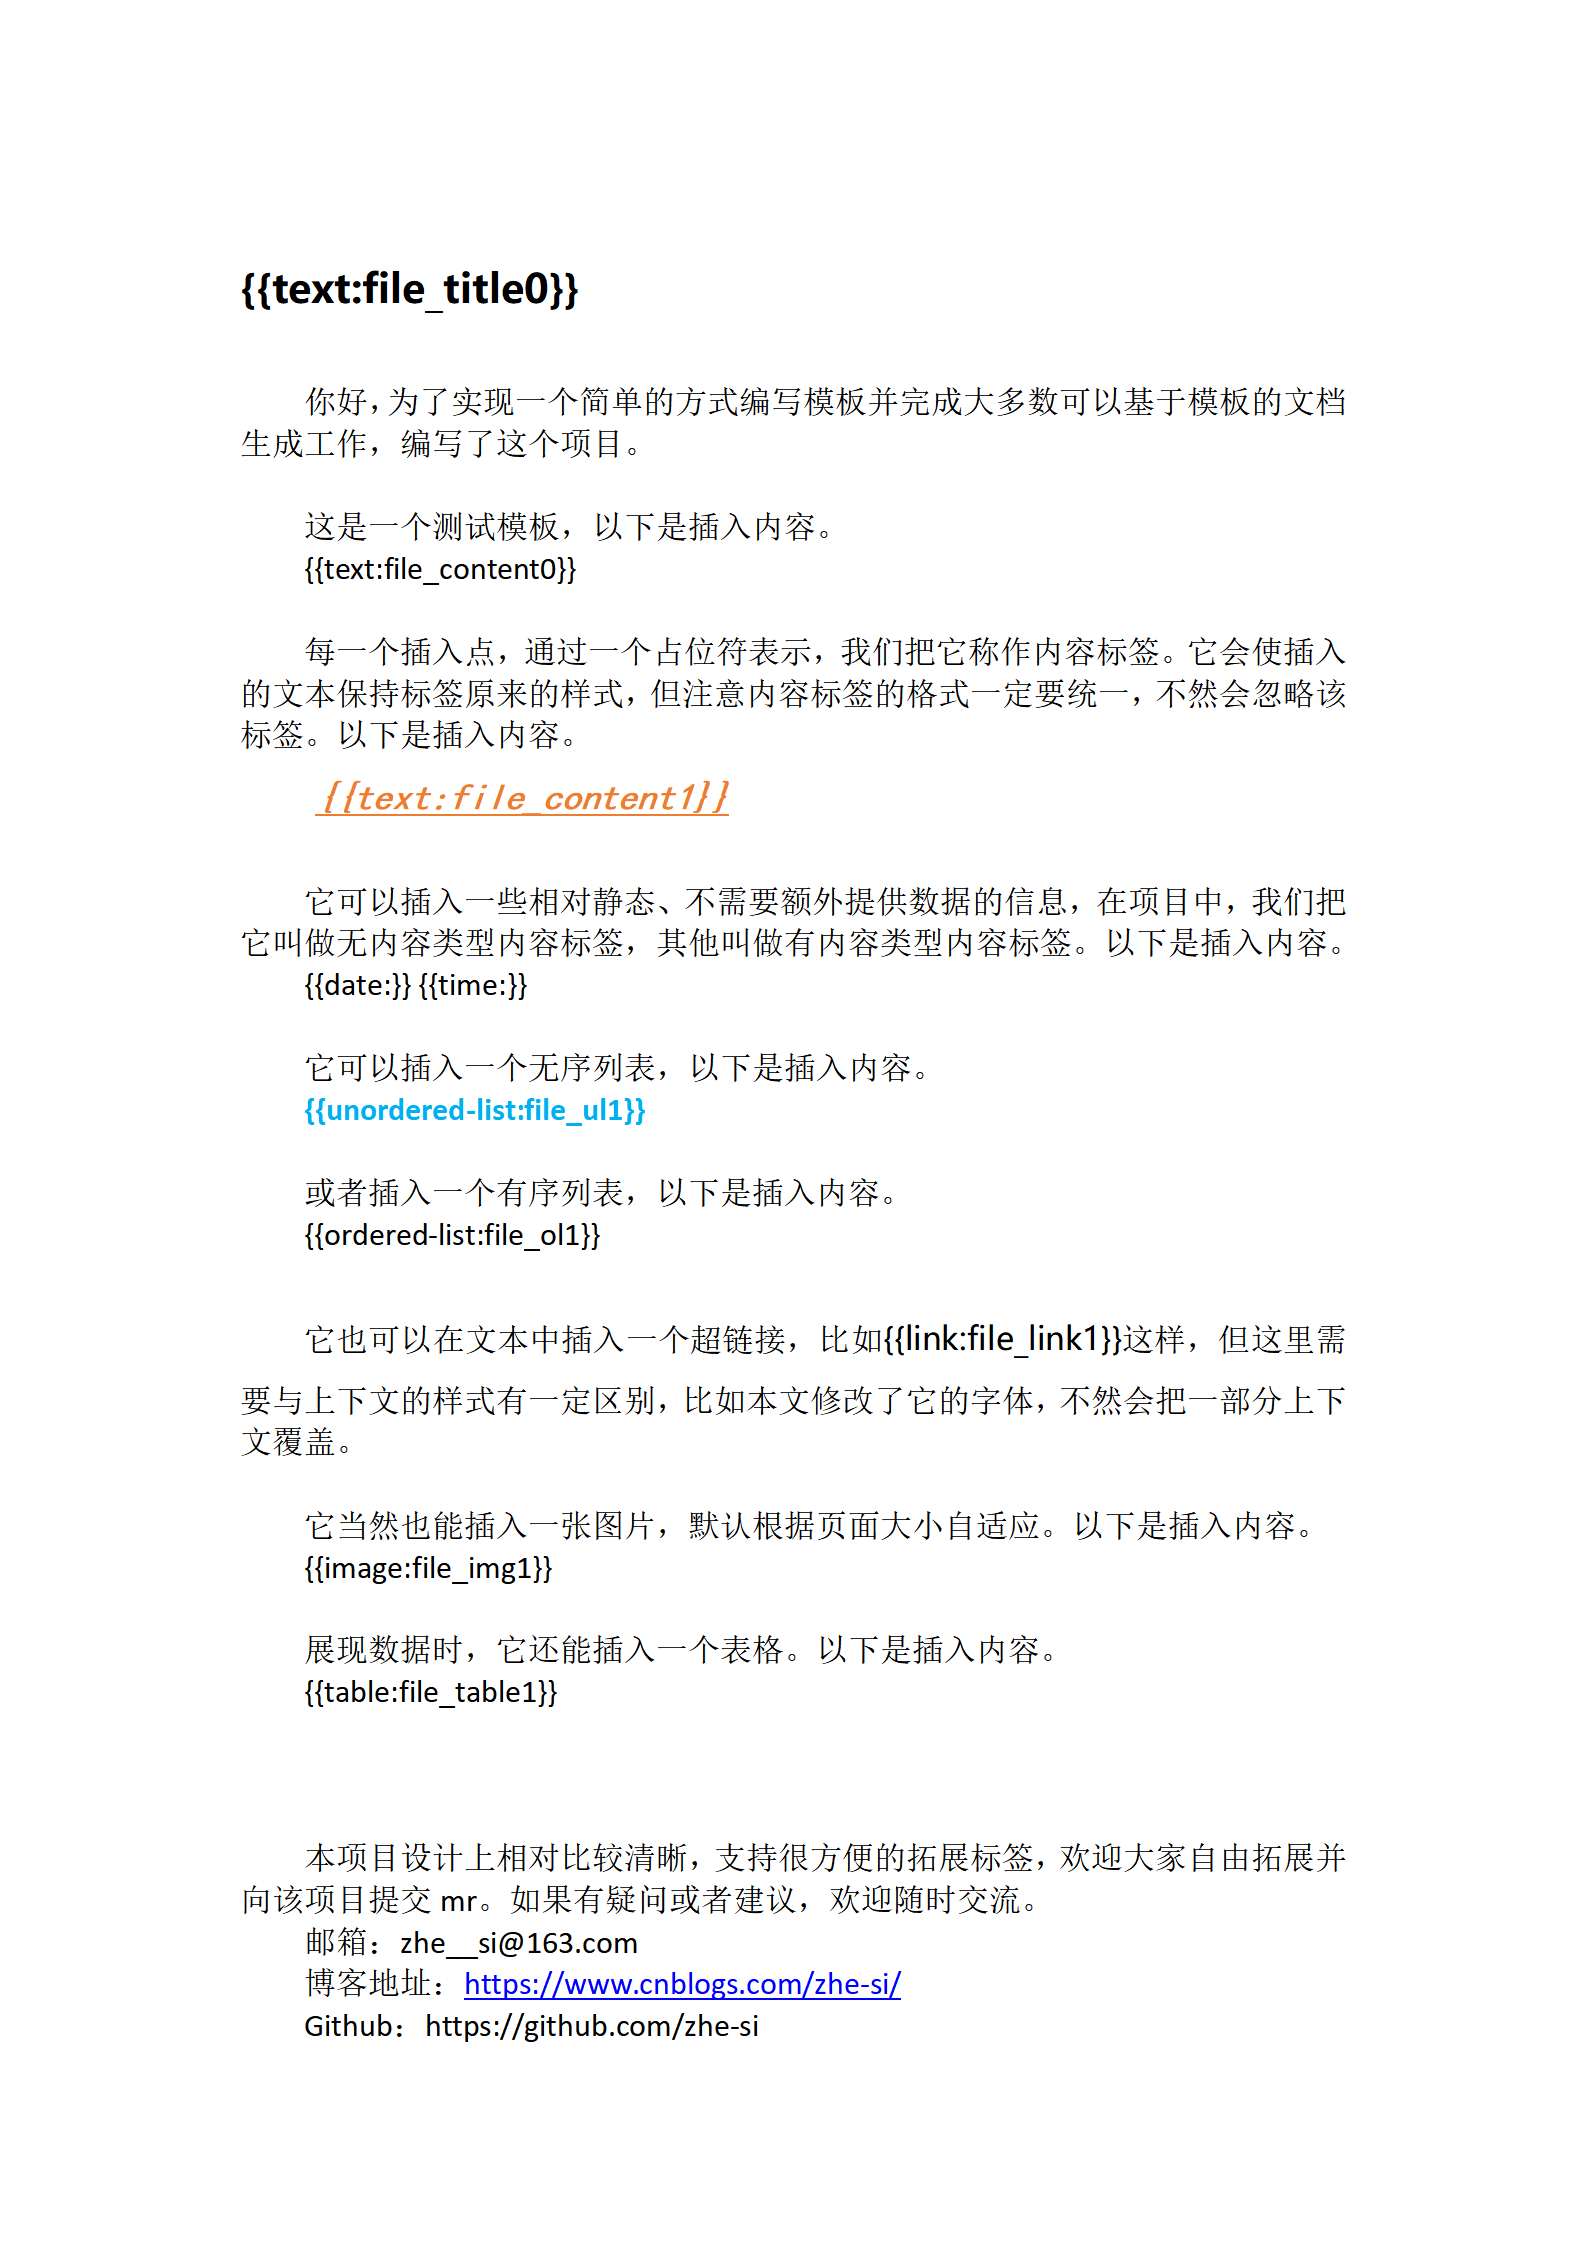 {{text:file_title0}}
你好，为了实现一个简单的方式编写模板并完成大多数可以基于模板的文档
生成工作，编写了这个项目。
这是一个测试模板，以下是插入内容。
{{text:file_content0}}
每一个插入点，通过一个占位符表示，我们把它称作内容标签。它会使插入
的文本保持标签原来的样式，但注意内容标签的格式一定要统一，不然会忽略该
标签。以下是插入内容。
{{text:file_content1}}
它可以插入一些相对静态、不需要额外提供数据的信息，在项目中，我们把
它叫做无内容类型内容标签，其他叫做有内容类型内容标签。以下是插入内容。
{{date:}} {{time:}}
它可以插入一个无序列表，以下是插入内容。
{{unordered-list:file_ul1}}
或者插入一个有序列表，以下是插入内容。
{{ordered-list:file_ol1}}
它也可以在文本中插入一个超链接，比如{{link:file_link1}}这样，但这里需
要与上下文的样式有一定区别，比如本文修改了它的字体，不然会把一部分上下
文覆盖。
它当然也能插入一张图片，默认根据页面大小自适应。以下是插入内容。
{{image:file_img1}}
展现数据时，它还能插入一个表格。以下是插入内容。
{{table:file_table1}}
本项目设计上相对比较清晰，支持很方便的拓展标签，欢迎大家自由拓展并
向该项目提交 mr。如果有疑问或者建议，欢迎随时交流。
邮箱：zhe__si@163.com
博客地址：https://www.cnblogs.com/zhe-si/
Github：https://github.com/zhe-si